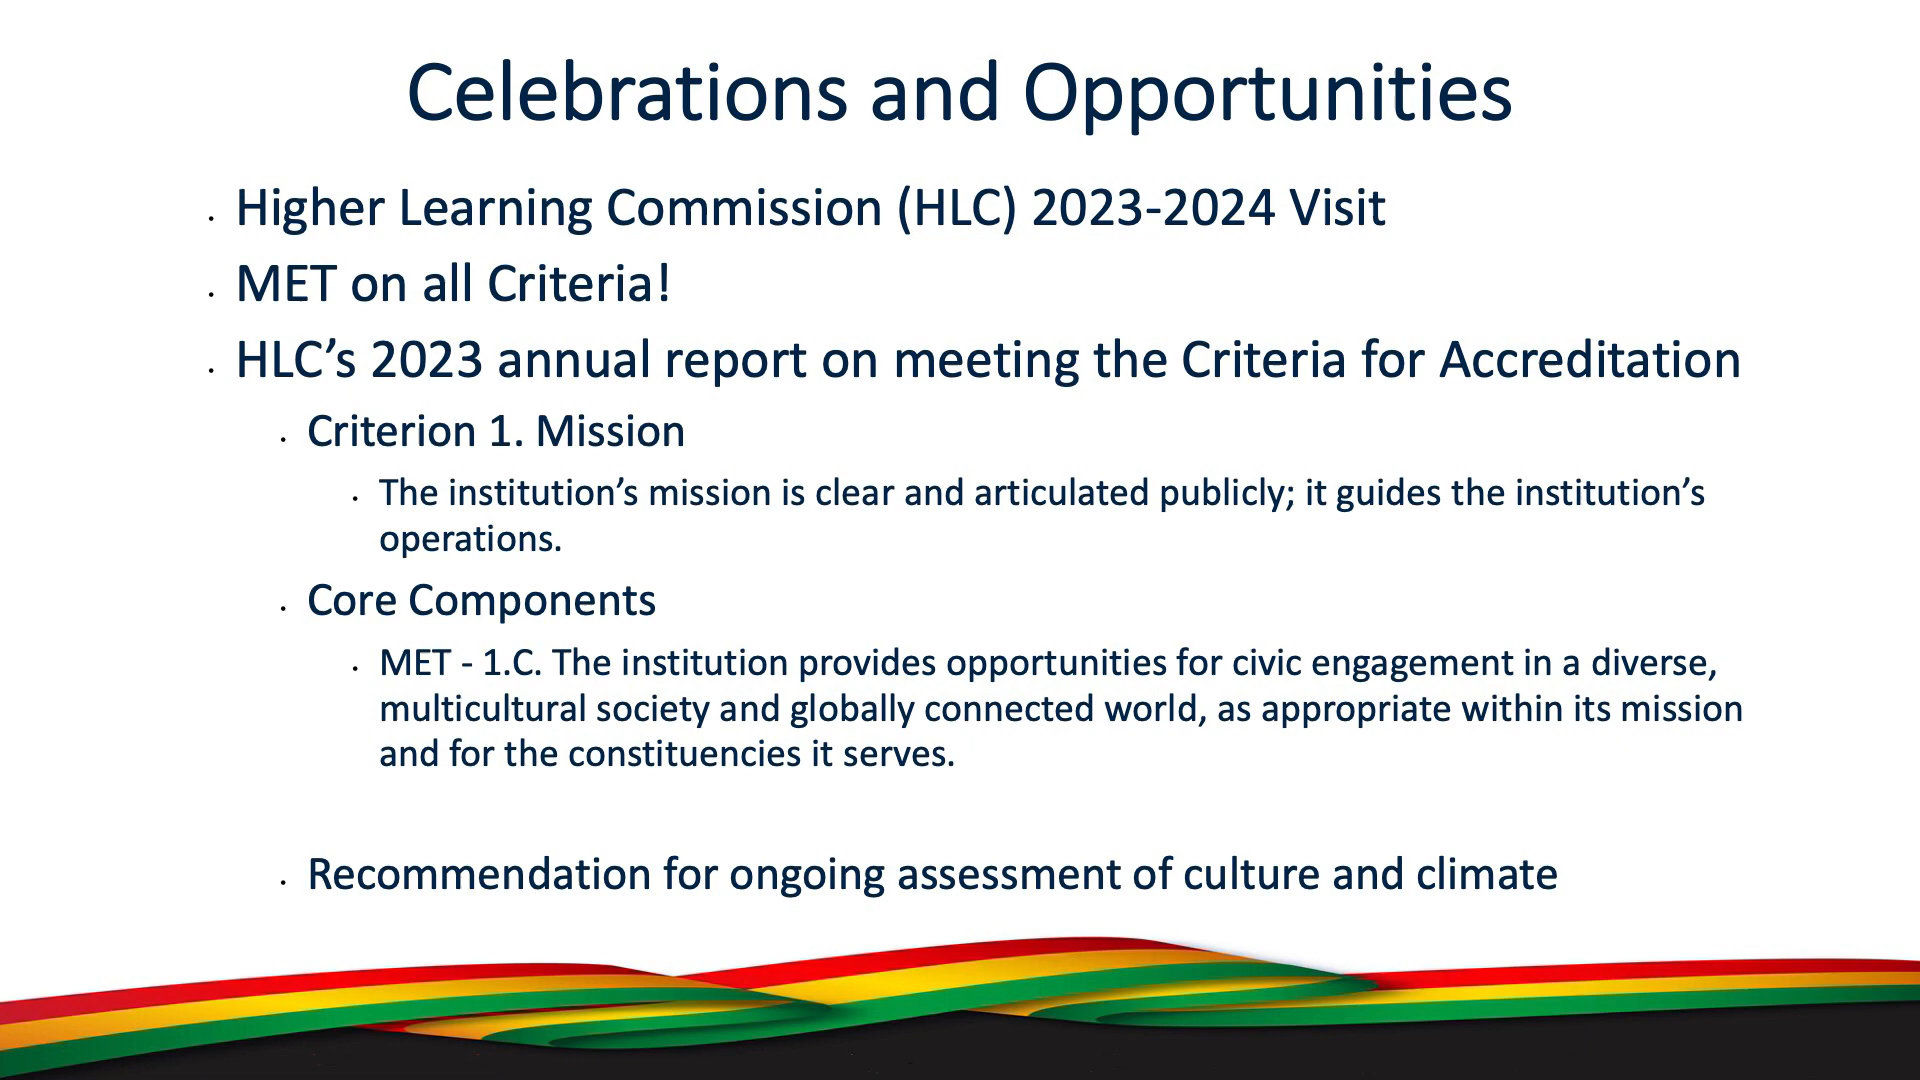 Celebrations and Opportunities
· Higher Learning Commission (HLC) 2023-2024 Visit
· MET on all Criteria!
· HLC’s 2023 annual report on meeting the Criteria for Accreditation
· Criterion 1. Mission
· The institution’s mission is clear and articulated publicly; it guides the institution’s
operations.
· Core Components
· MET - 1.C. The institution provides opportunities for civic engagement in a diverse,
multicultural society and globally connected world, as appropriate within its mission
and for the constituencies it serves.
· Recommendation for ongoing assessment of culture and climate